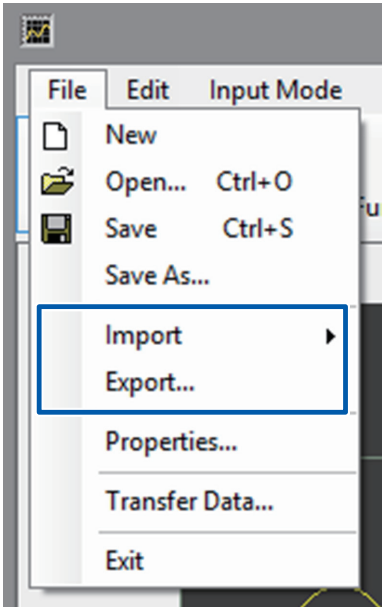 File Edit Input Mode
New
Open... Ctrl+O
Save Ctrl+S
Save As...
Import
Export...
Properties...
Transfer Data...
Exit